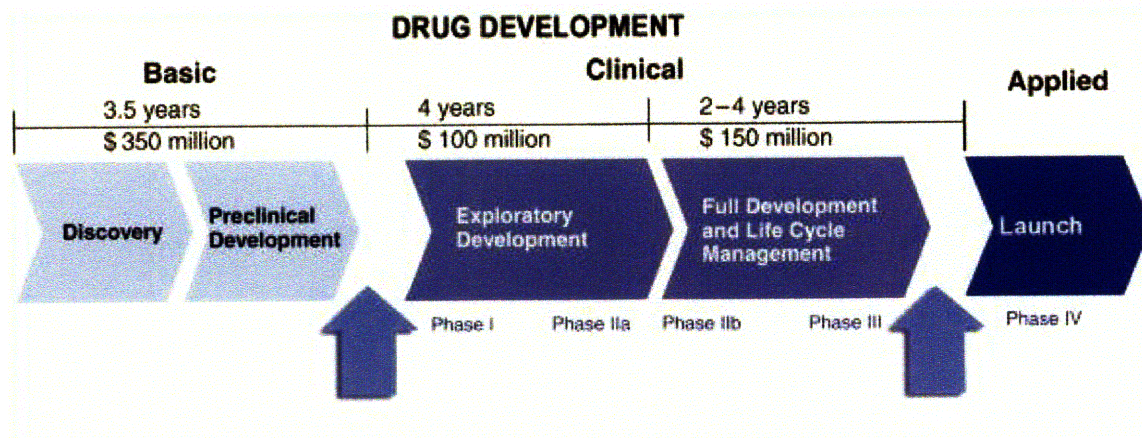 DRUG DEVELOPMENT
Basic
Clinical
Applied
3.5 years
4 years
2–4 years
$ 350 million
$ 100 million
$ 150 million
Discovery
Preclinical
Development
Exploratory
Development
Full Development
and Life Cycle
Management
Launch
Phase I
Phase IIa
Phase IIb
Phase III
Phase IV